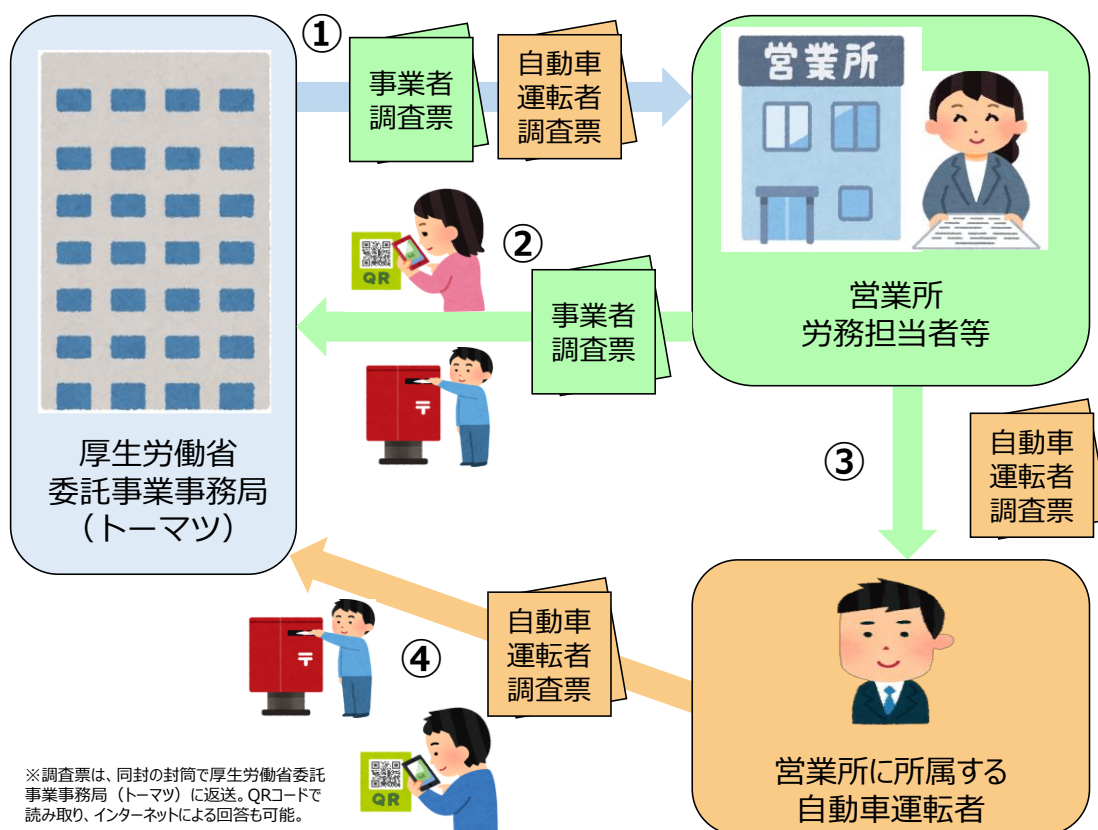 ①
事業者
調査票
自動車
運転者
調査票
営業所
営業所
労務担当者等
QR
②
事業者
調査票
〒
厚生労働省
委託事業事務局
（トーマツ）
③
自動車
運転者
調査票
④
自動車
運転者
調査票
〒
QR
営業所に所属する
自動車運転者
※調査票は、同封の封筒で厚生労働省委託
事業事務局（トーマツ）に返送。QRコードで
読み取り、インターネットによる回答も可能。